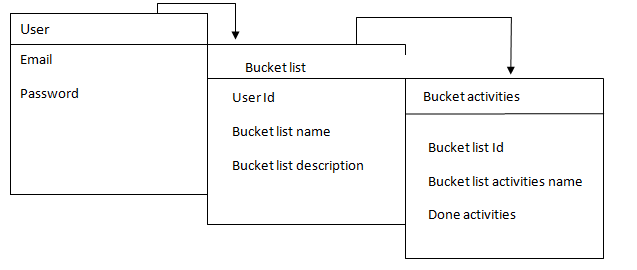 User
Email
Password
Bucket list
User Id
Bucket list name
Bucket list description
Bucket activities
Bucket list Id
Bucket list activities name
Done activities